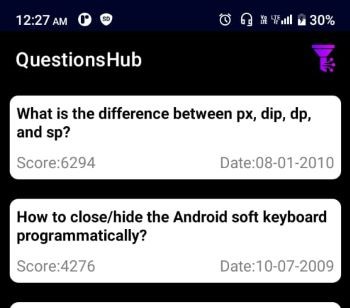 12:27 AM 30%
QuestionsHub
What is the difference between px, dip, dp,
and sp?
Score:6294 Date:08-01-2010
How to close/hide the Android soft keyboard
programmatically?
Score:4276 Date:10-07-2009